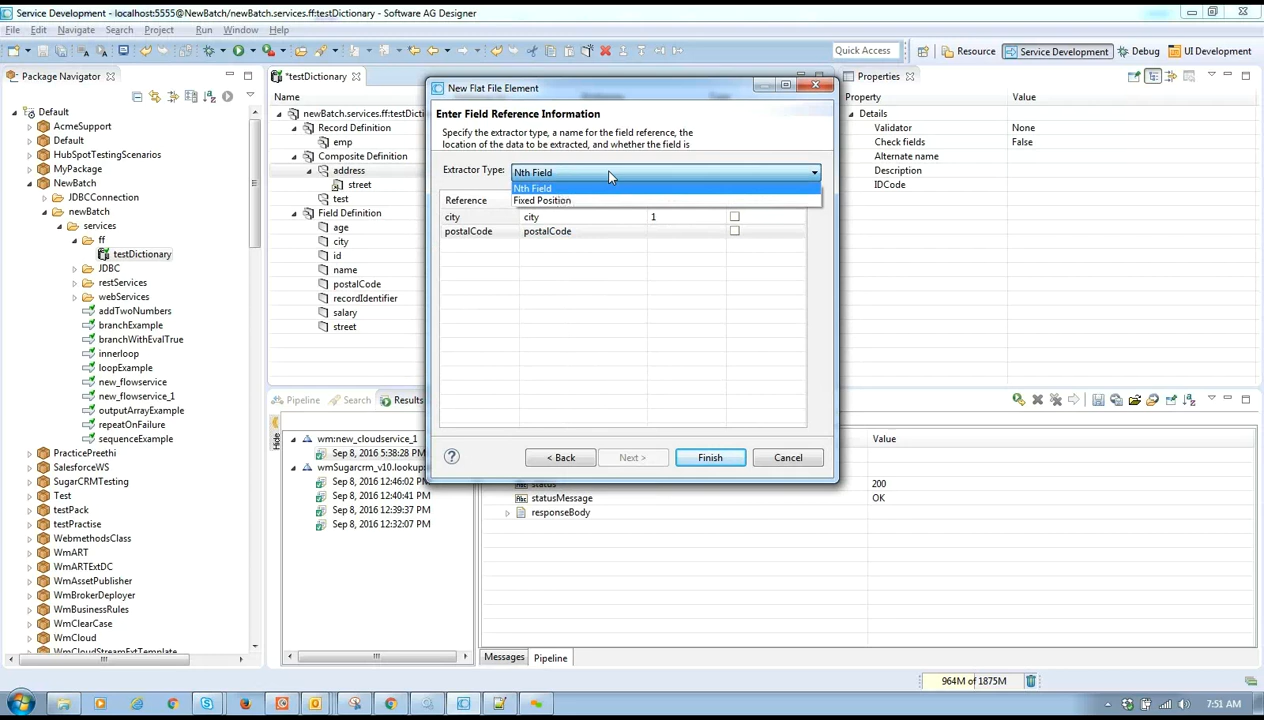 Service Development - localhost:5555@NewBatch/newBatch.services.ff:testDictionary - Software AG Designer
File Edit Navigate Search Project Run Window Help
Quick Access
Resource
Service Development
Debug
UI Development
Package Navigator
Default
AcmeSupport
Default
HubSpotTestingScenarios
MyPackage
NewBatch
JDBCConnection
newBatch
services
ff
testDictionary
JDBC
restServices
webServices
addTwoNumbers
branchExample
branchWithEvalTrue
innerloop
loopExample
new_flowservice
new_flowservice_1
outputArrayExample
repeatOnFailure
sequenceExample
PracticePreethi
SalesforceWS
SugarCRMTesting
Test
testPack
testPractise
WebmethodsClass
WmART
WmARTExtDC
WmAssetPublisher
WmBrokerDeployer
WmBusinessRules
WmClearCase
WmCloud
WmCloudStreamExtTemplate
*testDictionary
Name
newBatch.services.ff:testDicti
Record Definition
emp
Composite Definition
address
street
test
Field Definition
age
city
id
name
postalCode
recordIdentifier
salary
street
New Flat File Element
Enter Field Reference Information
Specify the extractor type, a name for the field reference, the
location of the data to be extracted, and whether the field is
Extractor Type: Nth Field
Nth Field
Fixed Position
Reference
city city 1
postalCode postalCode
< Back Next > Finish Cancel
Properties
Property Value
Details
Validator None
Check fields False
Alternate name
Description
IDCode
Pipeline Search Results
Hide
wm:new_cloudservice_1
Sep 8, 2016 5:38:28 PM
wmSugarcrm_v10.lookup:
Sep 8, 2016 12:46:02 PM
Sep 8, 2016 12:40:41 PM
Sep 8, 2016 12:39:37 PM
Sep 8, 2016 12:32:07 PM
Value
status 200
statusMessage OK
responseBody
Messages Pipeline
964M of 1875M
7:51 AM